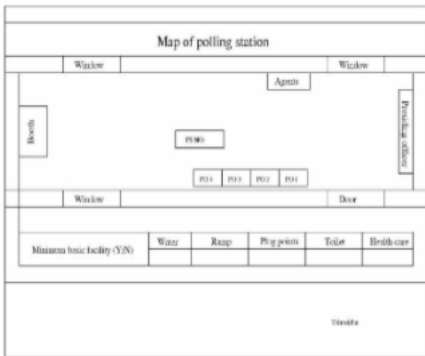 Map of polling station
Window Window
Agents
Booth
Presiding officer
PO4 PO3 PO2 PO1
Window Door
Minimum basic facility (Y/N) Water Ramp Plug points Toilet Health care